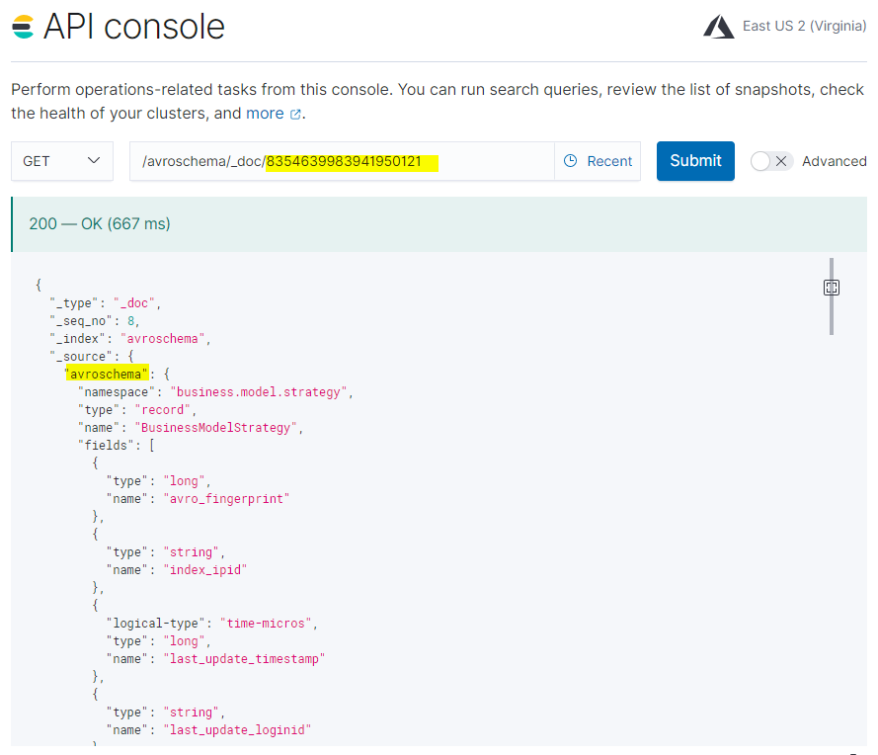 API console
East US 2 (Virginia)
Perform operations-related tasks from this console. You can run search queries, review the list of snapshots, check
the health of your clusters, and more.
GET
/avroschema/_doc/8354639983941950121
Recent
Submit
Advanced
200 — OK (667 ms)
{
"_type": "_doc",
"_seq_no": 8,
"_index": "avroschema",
"_source": {
"avroschema": {
"namespace": "business.model.strategy",
"type": "record",
"name": "BusinessModelStrategy",
"fields": [
{
"type": "long",
"name": "avro_fingerprint"
},
{
"type": "string",
"name": "index_ipid"
},
{
"logical-type": "time-micros",
"type": "long",
"name": "last_update_timestamp"
},
{
"type": "string",
"name": "last_update_loginid"